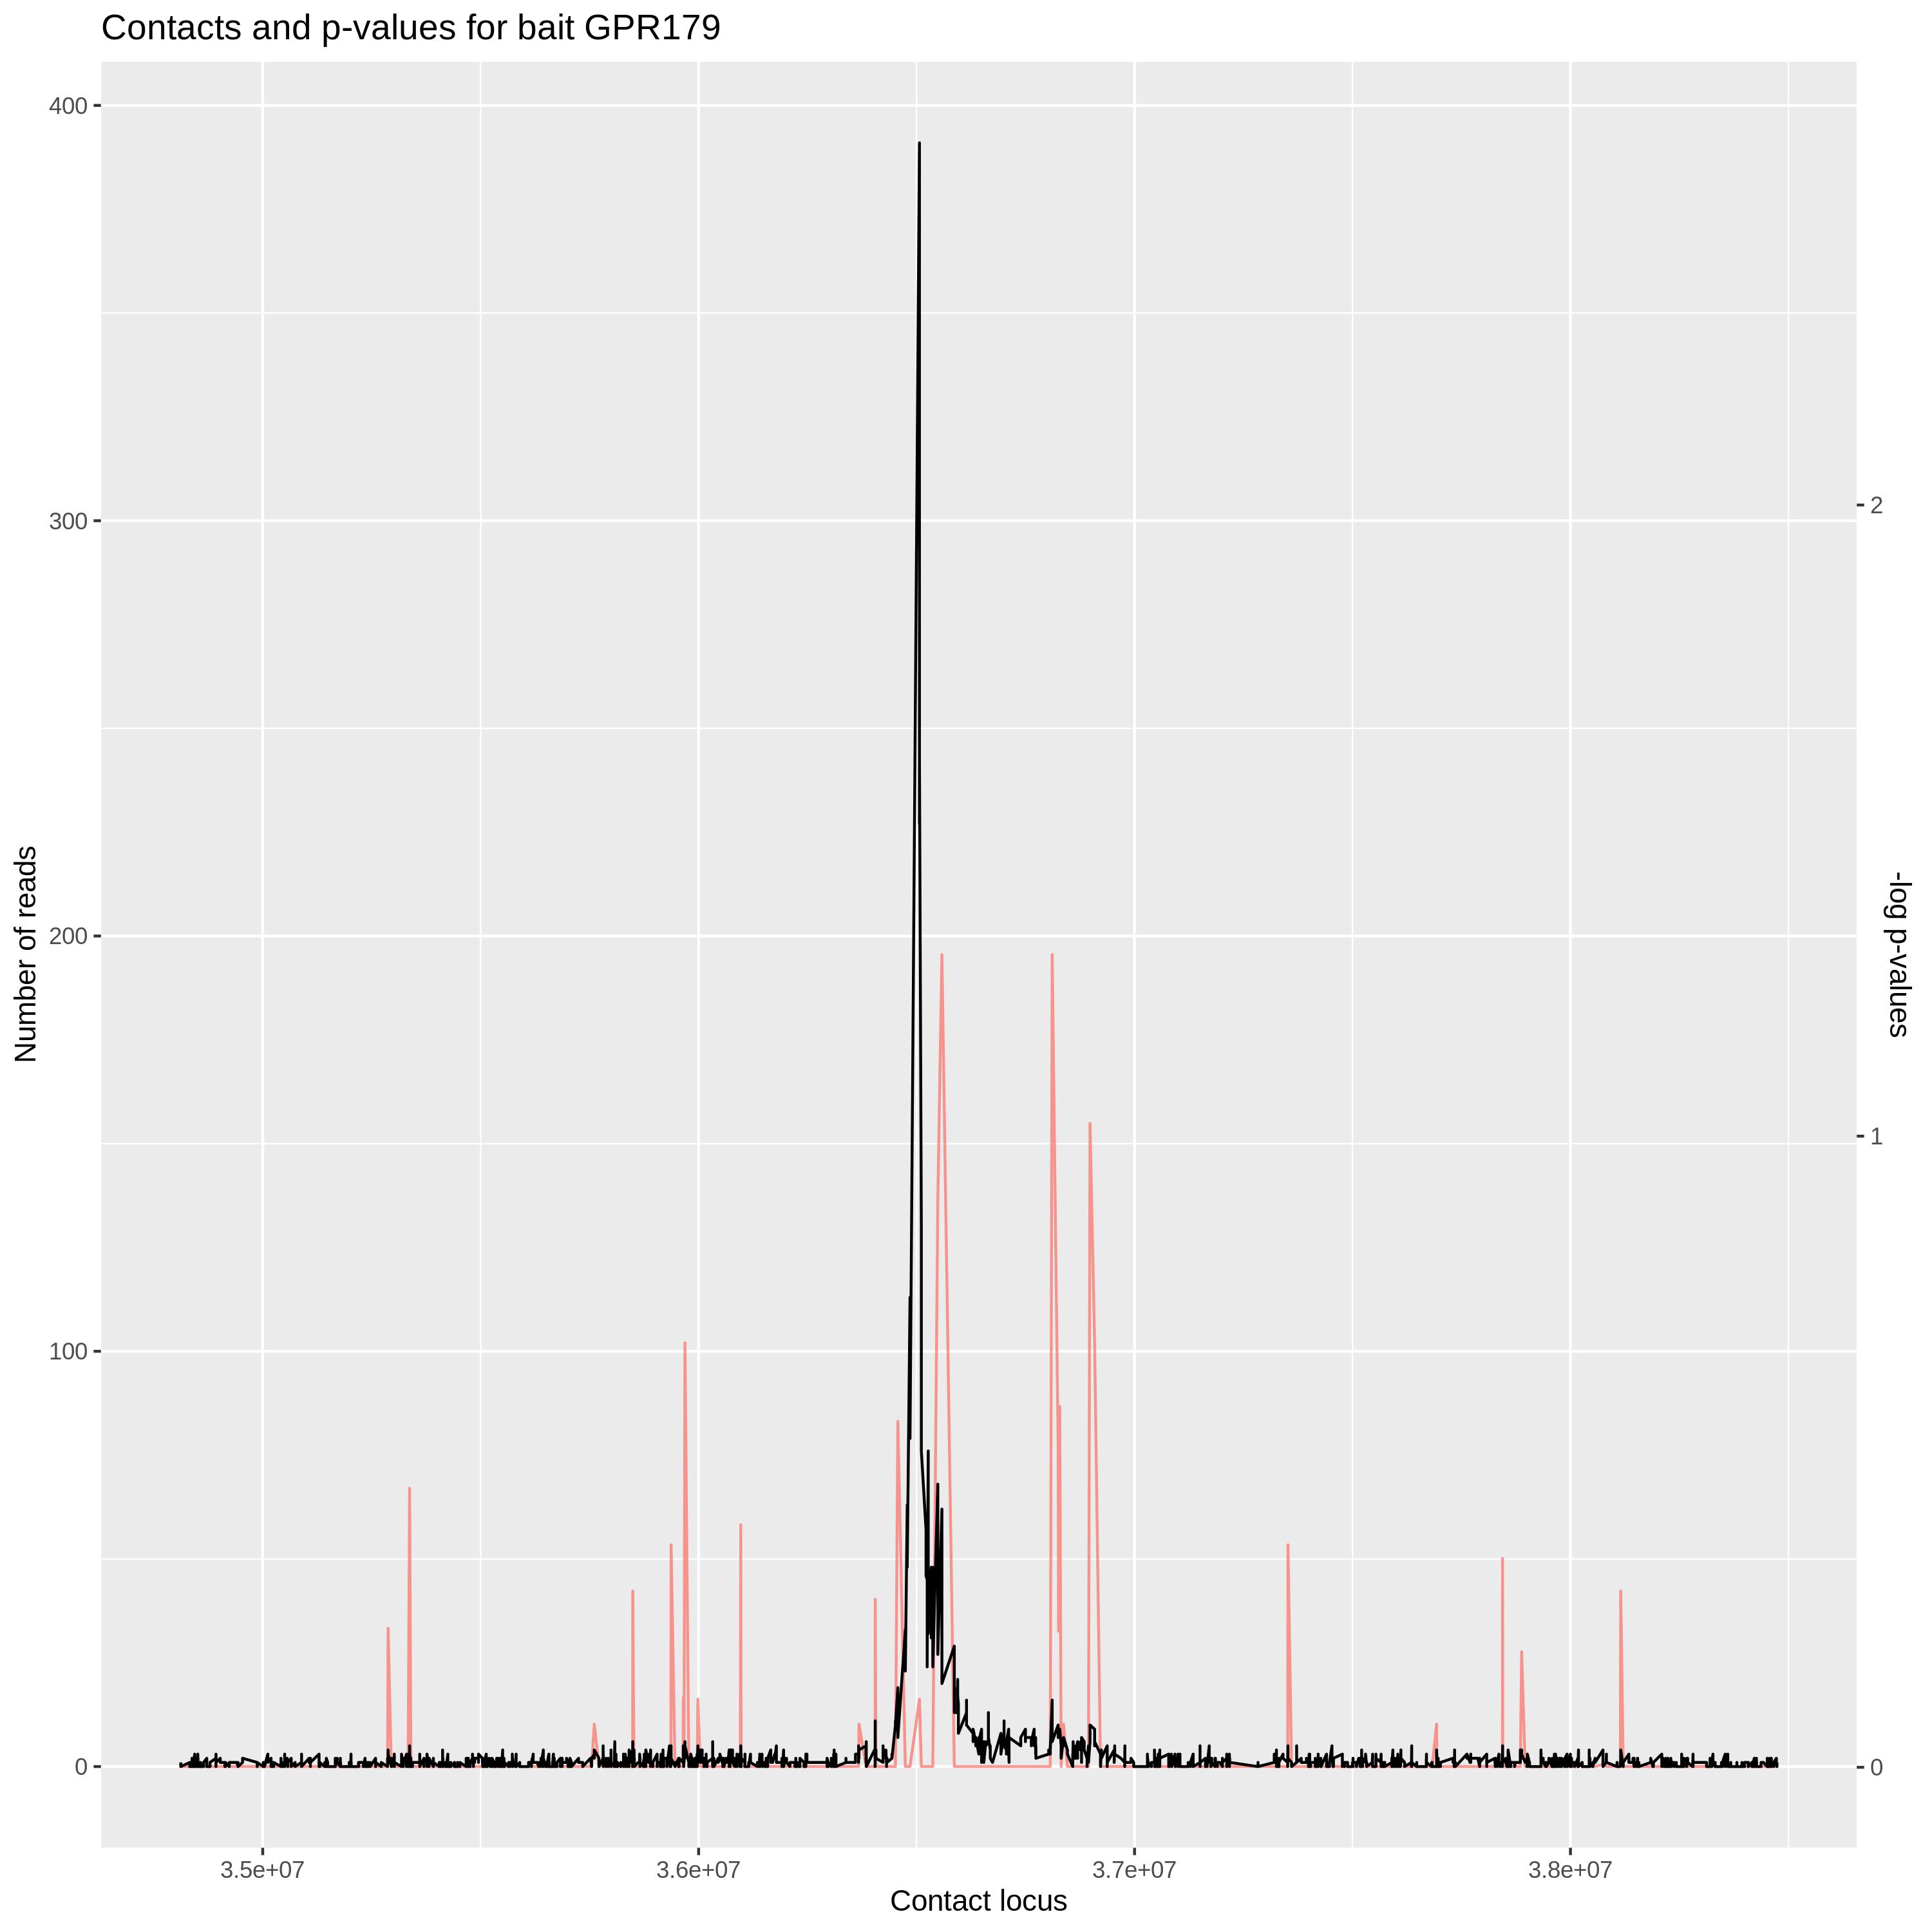 Contacts and p-values for bait GPR179
400
300
200
100
0
Number of reads
2
1
0
-log p-values
3.5e+07
3.6e+07
3.7e+07
3.8e+07
Contact locus